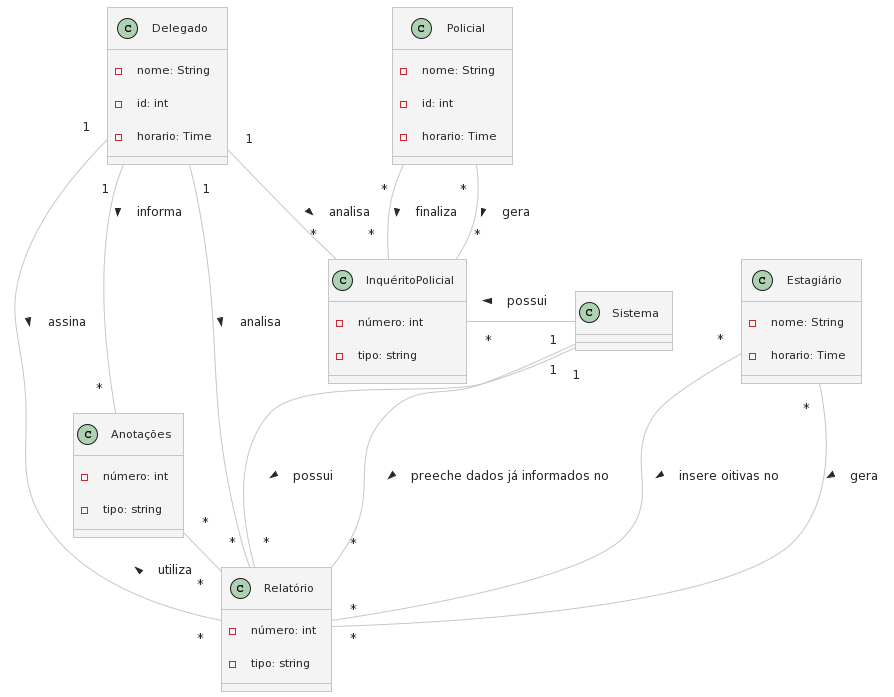 C Delegado
nome: String
id: int
horario: Time
C Policial
nome: String
id: int
horario: Time
1
1
1
1
*
*
informa
analisa
finaliza
gera
*
*
*
C InquéritoPolicial
número: int
tipo: string
C Sistema
C Estagiário
nome: String
horario: Time
possui
assina
analisa
*
1
*
1
1
*
*
C Anotações
número: int
tipo: string
possui
preeche dados já informados no
insere oitivas no
gera
*
*
*
*
utiliza
*
C Relatório
número: int
tipo: string
*
*
*